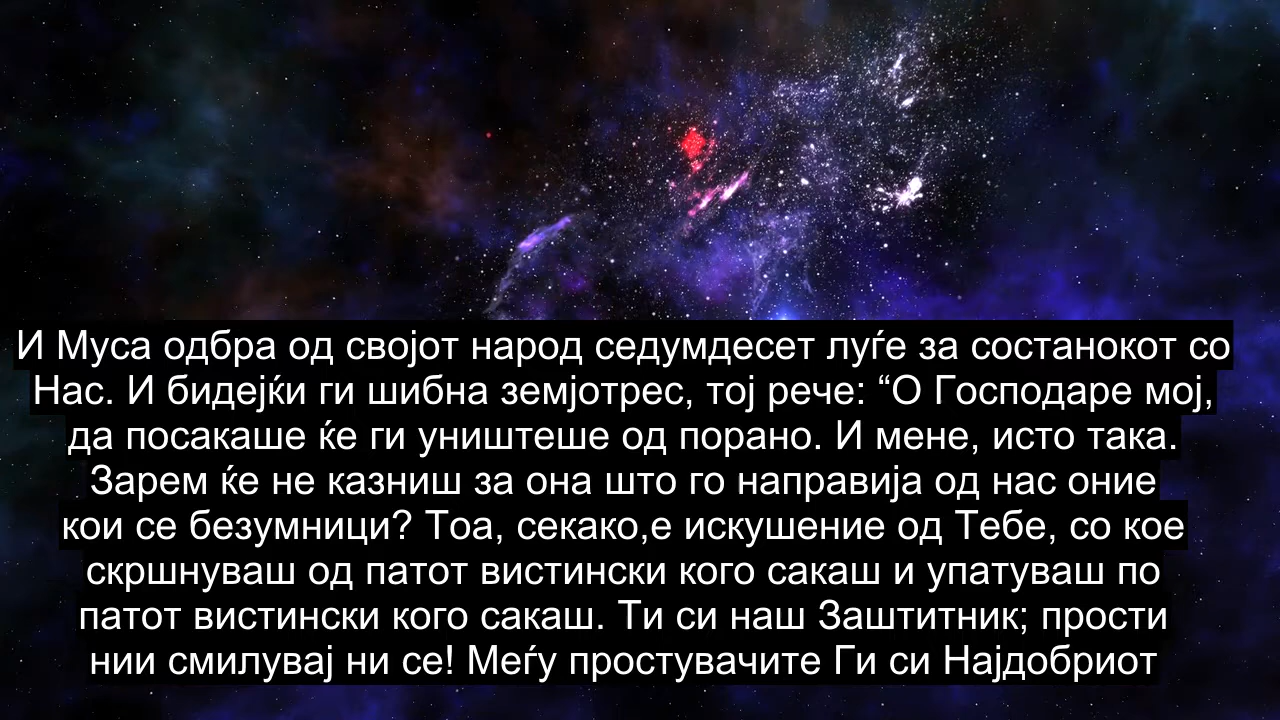 И Муса одбра од својот народ седумдесет луѓе за состанокот со
Нас. И бидејќи ги шибна земјотрес, тој рече: “О Господаре мој,
да посакаше ќе ги уништеше од порано. И мене, исто така.
Зарем ќе не казниш за она што го направија од нас оние
кои се безумници? Тоа, секако,е искушение од Тебе, со кое
скршнуваш од патот вистински кого сакаш и упатуваш по
патот вистински кого сакаш. Ти си наш Заштитник; прости
нии смилувај ни се! Меѓу простувачите Ги си Најдобриот